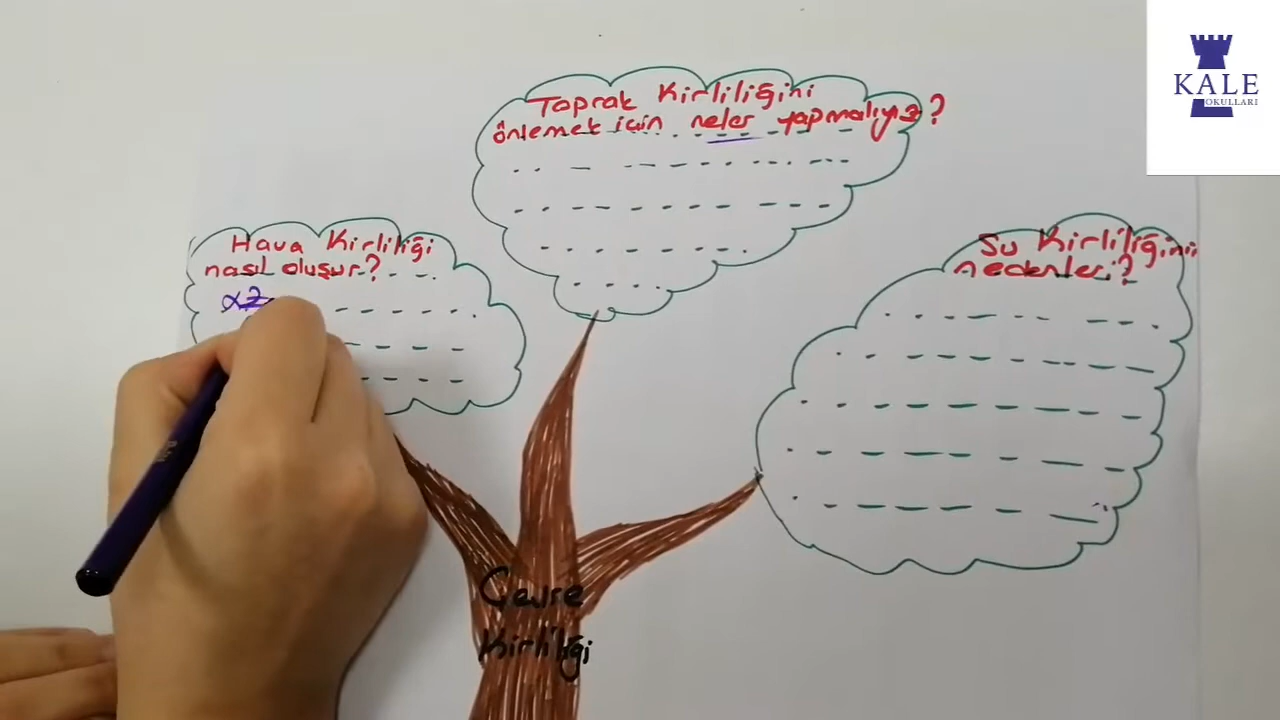 KALE
OKULLARI
Toprak Kirliliğini
önlemek için neler yapmalıyız?
Hava Kirliliği
nasıl oluşur?
Su Kirliliğinin
nedenleri?
Çevre
Kirliliği